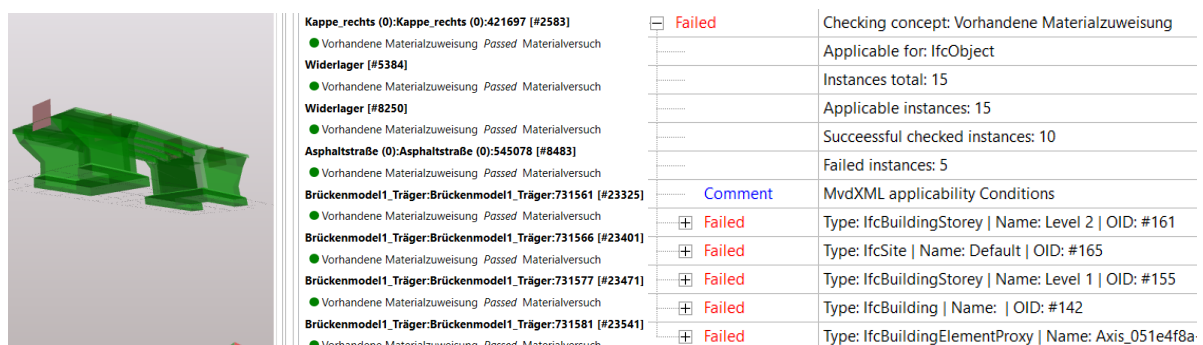 Kappe_rechts (0):Kappe_rechts (0):421697 [#2583]
Vorhandene Materialzuweisung Passed Materialversuch
Widerlager [#5384]
Vorhandene Materialzuweisung Passed Materialversuch
Widerlager [#8250]
Vorhandene Materialzuweisung Passed Materialversuch
Asphaltstraße (0):Asphaltstraße (0):545078 [#8483]
Vorhandene Materialzuweisung Passed Materialversuch
Brückenmodel1_Träger:Brückenmodel1_Träger:731561 [#23325]
Vorhandene Materialzuweisung Passed Materialversuch
Brückenmodel1_Träger:Brückenmodel1_Träger:731566 [#23401]
Vorhandene Materialzuweisung Passed Materialversuch
Brückenmodel1_Träger:Brückenmodel1_Träger:731577 [#23471]
Vorhandene Materialzuweisung Passed Materialversuch
Brückenmodel1_Träger:Brückenmodel1_Träger:731581 [#23541]
Vorhandene Materialzuweisung Passed Materialversuch
Failed Checking concept: Vorhandene Materialzuweisung
Applicable for: IfcObject
Instances total: 15
Applicable instances: 15
Succeessful checked instances: 10
Failed instances: 5
Comment MvdXML applicability Conditions
Failed Type: IfcBuildingStorey | Name: Level 2 | OID: #161
Failed Type: IfcSite | Name: Default | OID: #165
Failed Type: IfcBuildingStorey | Name: Level 1 | OID: #155
Failed Type: IfcBuilding | Name: | OID: #142
Failed Type: IfcBuildingElementProxy | Name: Axis_051e4f8a-